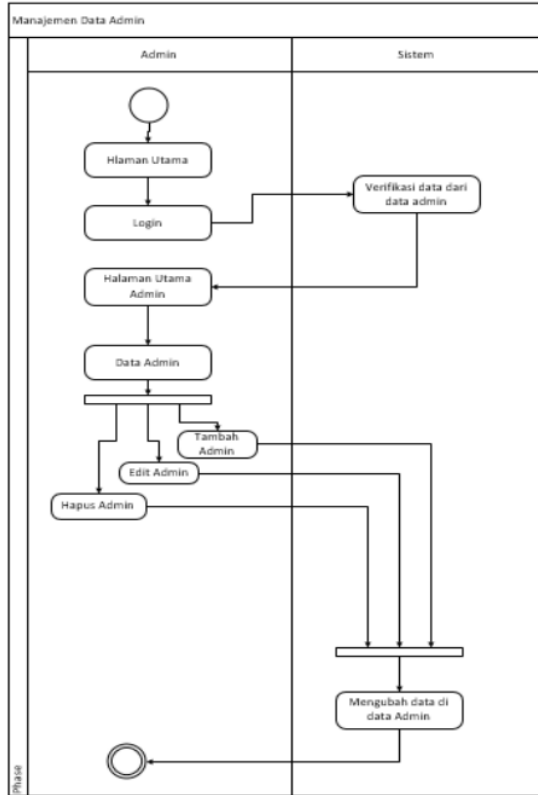 Manajemen Data Admin
Admin
Sistem
Hlaman Utama
Verifikasi data dari
data admin
Login
Halaman Utama
Admin
Data Admin
Tambah
Admin
Edit Admin
Hapus Admin
Mengubah data di
data Admin
Phase